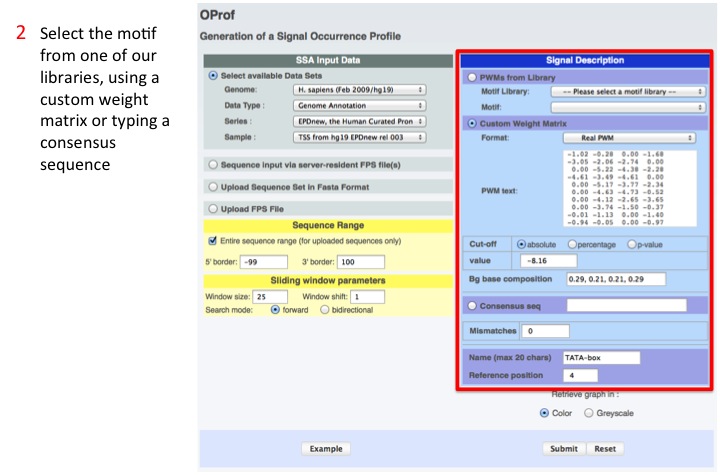 2 Select the motif
from one of our
libraries, using a
custom weight
matrix or typing a
consensus
sequence
OProf
Generation of a Signal Occurrence Profile
SSA Input Data
Select available Data Sets
Genome: H. sapiens (Feb 2009/hg19)
Data Type : Genome Annotation
Series : EPDnew, the Human Curated Pron
Sample : TSS from hg19 EPDnew rel 003
Sequence input via server-resident FPS file(s)
Upload Sequence Set in Fasta Format
Upload FPS File
Sequence Range
Entire sequence range (for uploaded sequences only)
5' border: -99 3' border: 100
Sliding window parameters
Window size: 25 Window shift: 1
Search mode: forward bidirectional
Signal Description
PWMs from Library
Motif Library: -- Please select a motif library --
Motif:
Custom Weight Matrix
Format: Real PWM
PWM text:
-1.02 -0.28 0.00 -1.68
-3.05 -2.06 -2.74 0.00
0.00 -5.22 -4.38 -2.28
-4.61 -3.49 -4.61 0.00
0.00 -5.17 -3.77 -2.34
0.00 -4.63 -4.73 -0.52
0.00 -4.12 -2.65 -3.65
0.00 -3.74 -1.50 -0.37
-0.01 -1.13 0.00 -1.40
-0.94 -0.05 0.00 -0.97
Cut-off absolute percentage p-value
value -8.16
Bg base composition 0.29, 0.21, 0.21, 0.29
Consensus seq
Mismatches 0
Name (max 20 chars) TATA-box
Reference position 4
Retrieve graph in :
Color Greyscale
Example Submit Reset